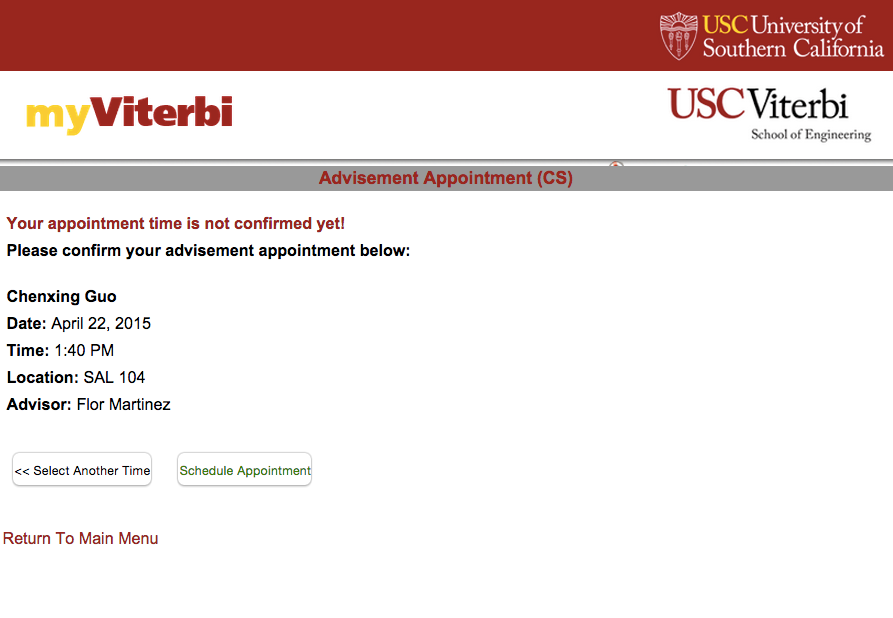 USC University of
Southern California
myViterbi
USC Viterbi
School of Engineering
Advisement Appointment (CS)
Your appointment time is not confirmed yet!
Please confirm your advisement appointment below:
Chenxing Guo
Date: April 22, 2015
Time: 1:40 PM
Location: SAL 104
Advisor: Flor Martinez
<< Select Another Time Schedule Appointment
Return To Main Menu